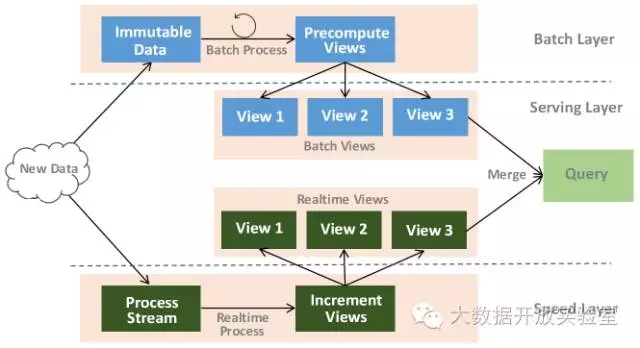 Immutable
Data
Batch Process
Precompute
Views
Batch Layer
View 1
View 2
View 3
Batch Views
Serving Layer
New Data
Merge
Query
Realtime Views
View 1
View 2
View 3
Process
Stream
Realtime
Process
Increment
Views
Speed Layer
大数据开放实验室